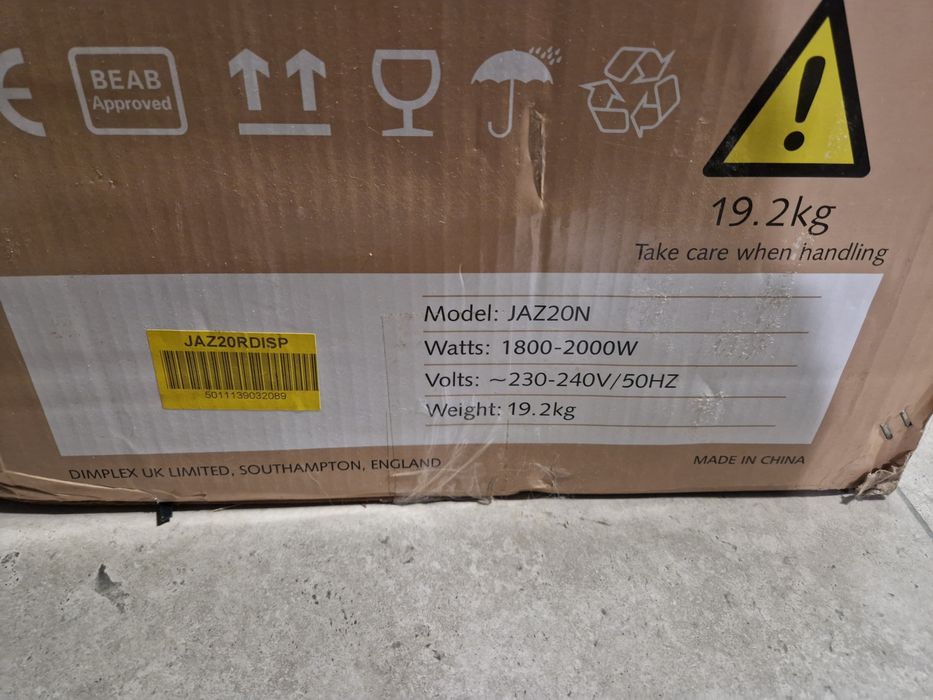 CE
BEAB
Approved
19.2kg
Take care when handling
JAZ20RDISP
5011139032089
Model: JAZ20N
Watts: 1800-2000W
Volts: ~230-240V/50HZ
Weight: 19.2kg
DIMPLEX UK LIMITED, SOUTHAMPTON, ENGLAND
MADE IN CHINA